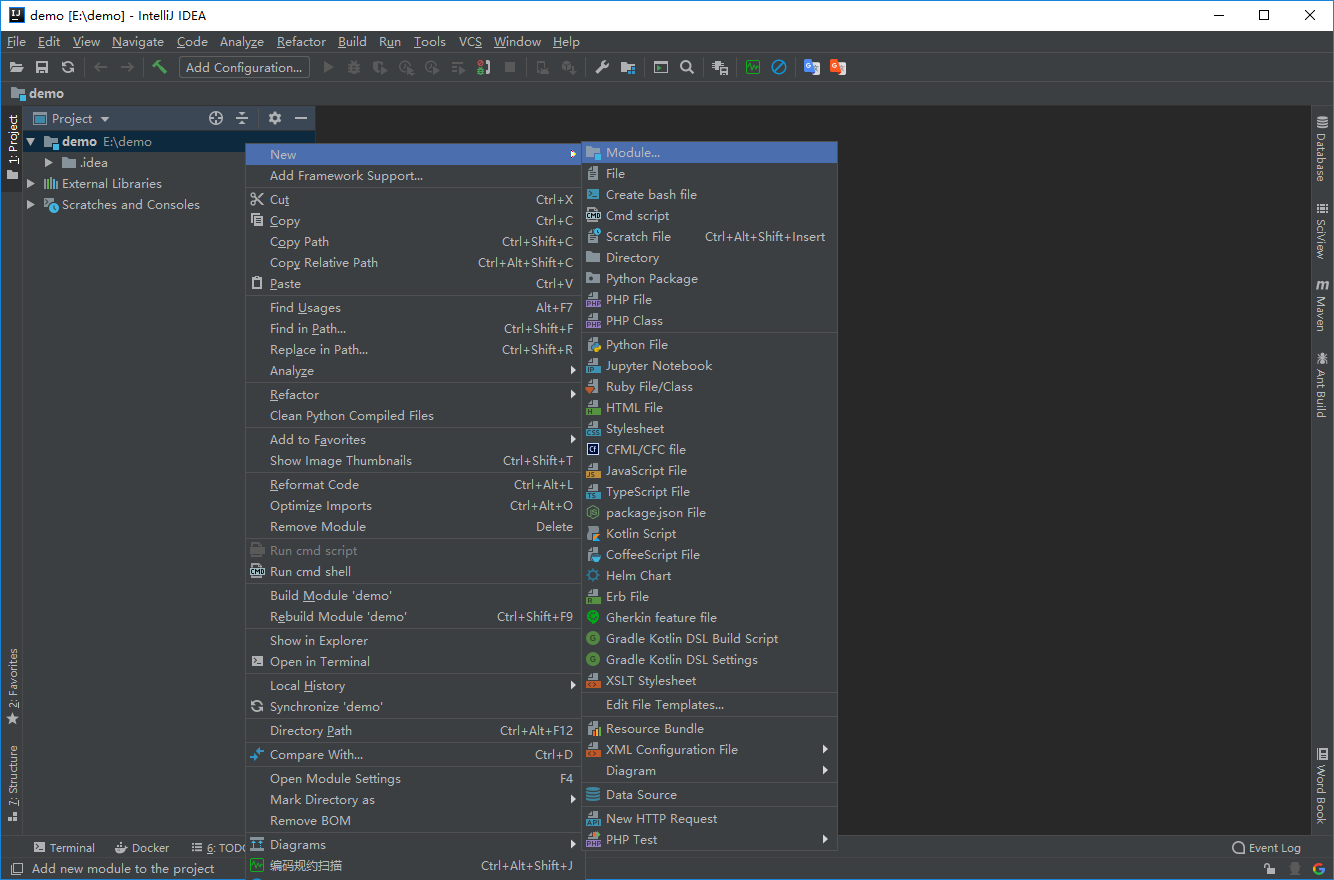 demo [E:\demo] - IntelliJ IDEA
File Edit View Navigate Code Analyze Refactor Build Run Tools VCS Window Help
Add Configuration...
demo
Project
demo E:\demo
.idea
External Libraries
Scratches and Consoles
1: Project
2: Favorites
7: Structure
New
Add Framework Support...
Cut Ctrl+X
Copy Ctrl+C
Copy Path Ctrl+Shift+C
Copy Relative Path Ctrl+Alt+Shift+C
Paste Ctrl+V
Find Usages Alt+F7
Find in Path... Ctrl+Shift+F
Replace in Path... Ctrl+Shift+R
Analyze
Refactor
Clean Python Compiled Files
Add to Favorites
Show Image Thumbnails Ctrl+Shift+T
Reformat Code Ctrl+Alt+L
Optimize Imports Ctrl+Alt+O
Remove Module Delete
Run cmd script
Run cmd shell
Build Module 'demo'
Rebuild Module 'demo' Ctrl+Shift+F9
Show in Explorer
Open in Terminal
Local History
Synchronize 'demo'
Directory Path Ctrl+Alt+F12
Compare With... Ctrl+D
Open Module Settings F4
Mark Directory as
Remove BOM
Diagrams
编码规约扫描 Ctrl+Alt+Shift+J
Module...
File
Create bash file
Cmd script
Scratch File Ctrl+Alt+Shift+Insert
Directory
Python Package
PHP File
PHP Class
Python File
Jupyter Notebook
Ruby File/Class
HTML File
Stylesheet
CFML/CFC file
JavaScript File
TypeScript File
package.json File
Kotlin Script
CoffeeScript File
Helm Chart
Erb File
Gherkin feature file
Gradle Kotlin DSL Build Script
Gradle Kotlin DSL Settings
XSLT Stylesheet
Edit File Templates...
Resource Bundle
XML Configuration File
Diagram
Data Source
New HTTP Request
PHP Test
Database
SciView
Maven
Ant Build
Word Book
Terminal Docker 6: TODO Event Log
Add new module to the project